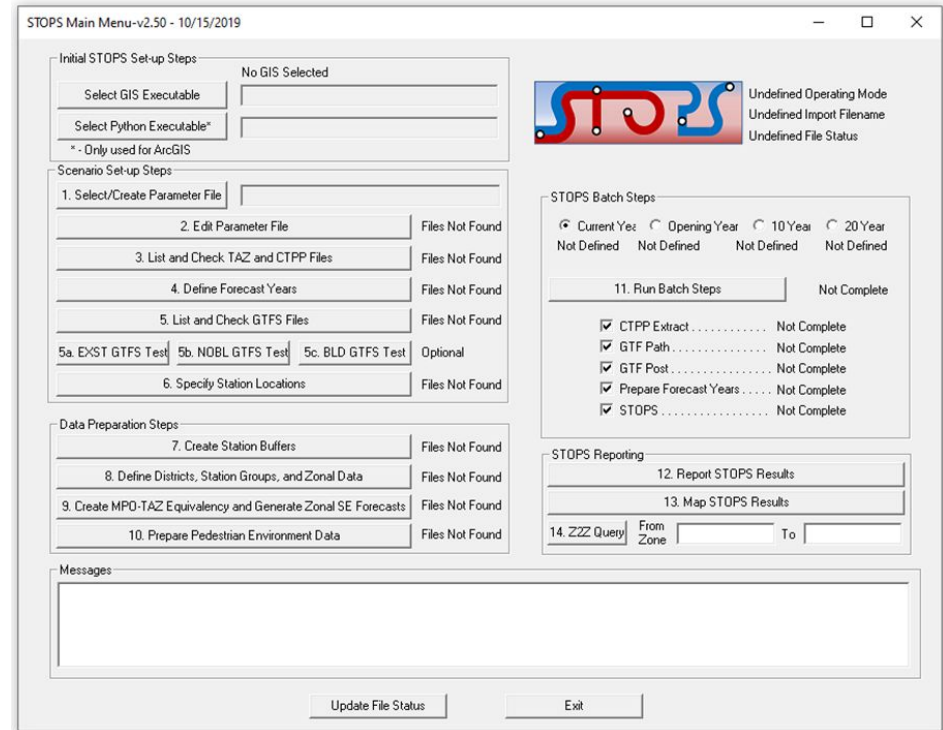 STOPS Main Menu-v2.50 - 10/15/2019
Initial STOPS Set-up Steps
No GIS Selected
Select GIS Executable
Select Python Executable*
* - Only used for ArcGIS
STOPS
Undefined Operating Mode
Undefined Import Filename
Undefined File Status
Scenario Set-up Steps
1. Select/Create Parameter File
2. Edit Parameter File Files Not Found
3. List and Check TAZ and CTPP Files Files Not Found
4. Define Forecast Years Files Not Found
5. List and Check GTFS Files Files Not Found
5a. EXST GTFS Test 5b. NOBL GTFS Test 5c. BLD GTFS Test Optional
6. Specify Station Locations Files Not Found
Data Preparation Steps
7. Create Station Buffers Files Not Found
8. Define Districts, Station Groups, and Zonal Data Files Not Found
9. Create MPO-TAZ Equivalency and Generate Zonal SE Forecasts Files Not Found
10. Prepare Pedestrian Environment Data Files Not Found
STOPS Batch Steps
Current Yea Opening Year 10 Year 20 Year
Not Defined Not Defined Not Defined Not Defined
11. Run Batch Steps Not Complete
CTPP Extract . . . . . . . . . . . . Not Complete
GTF Path . . . . . . . . . . . . . . . Not Complete
GTF Post . . . . . . . . . . . . . . . Not Complete
Prepare Forecast Years . . . . . Not Complete
STOPS . . . . . . . . . . . . . . . . . Not Complete
STOPS Reporting
12. Report STOPS Results
13. Map STOPS Results
14. Z2Z Query From Zone To
Messages
Update File Status Exit